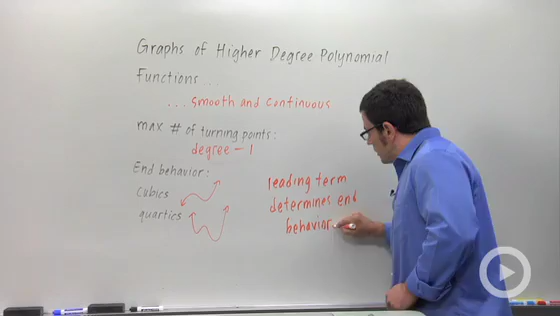 Graphs of Higher Degree Polynomial
Functions ...
... smooth and continuous
max # of turning points:
degree - 1
End behavior:
cubics
quartics
leading term
determines end
behavior